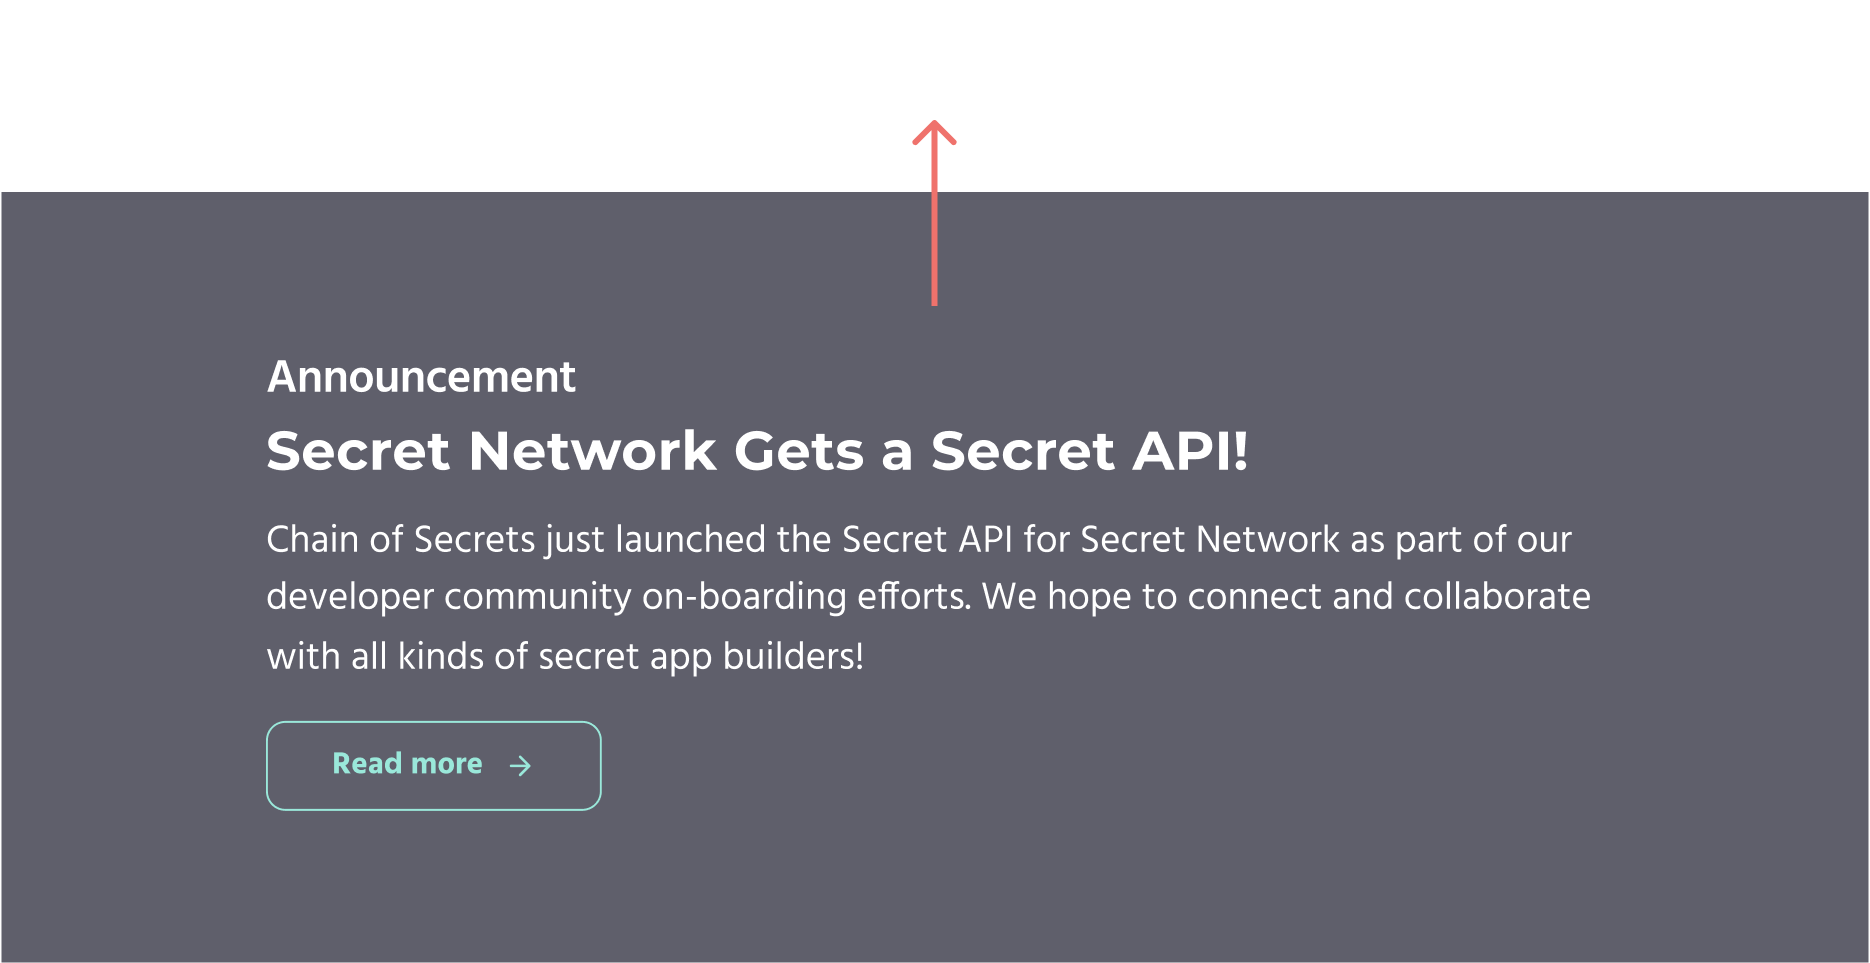 Announcement
Secret Network Gets a Secret API!
Chain of Secrets just launched the Secret API for Secret Network as part of our
developer community on-boarding efforts. We hope to connect and collaborate
with all kinds of secret app builders!
Read more